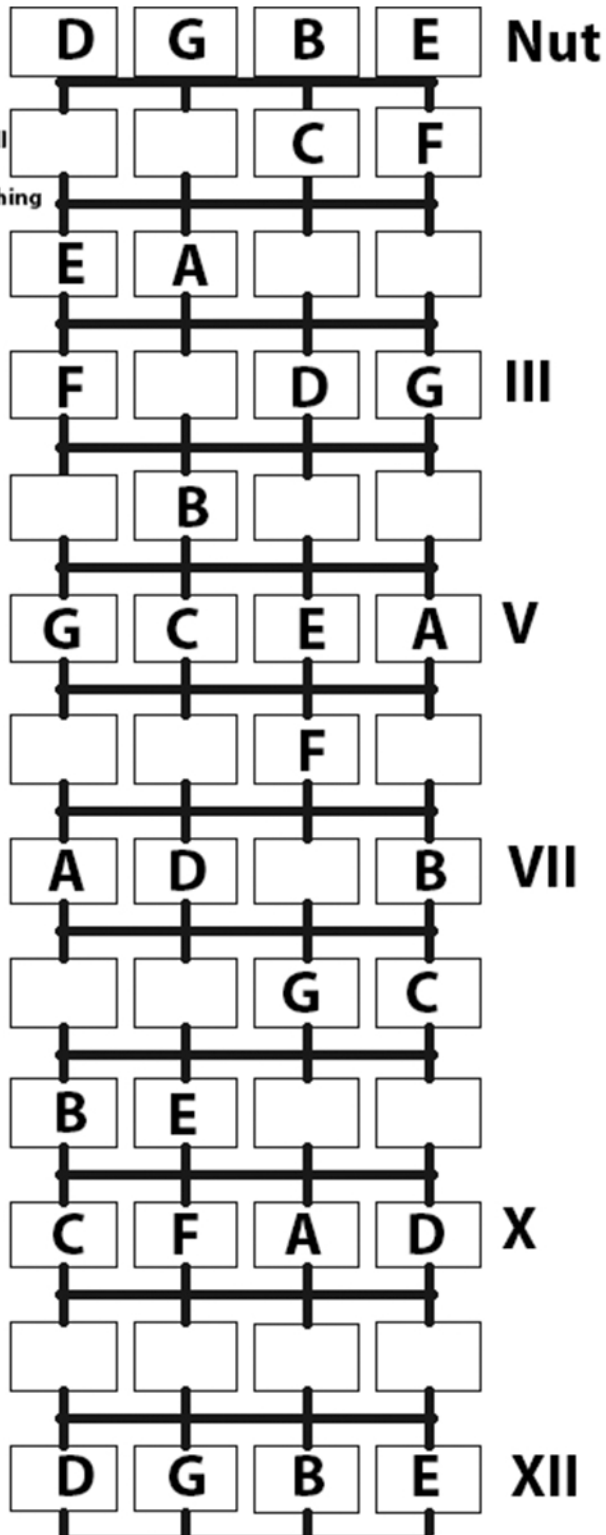 D G B E Nut
C F
E A
F D G III
B
G C E A V
F
A D B VII
G C
B E
C F A D X
D G B E XII